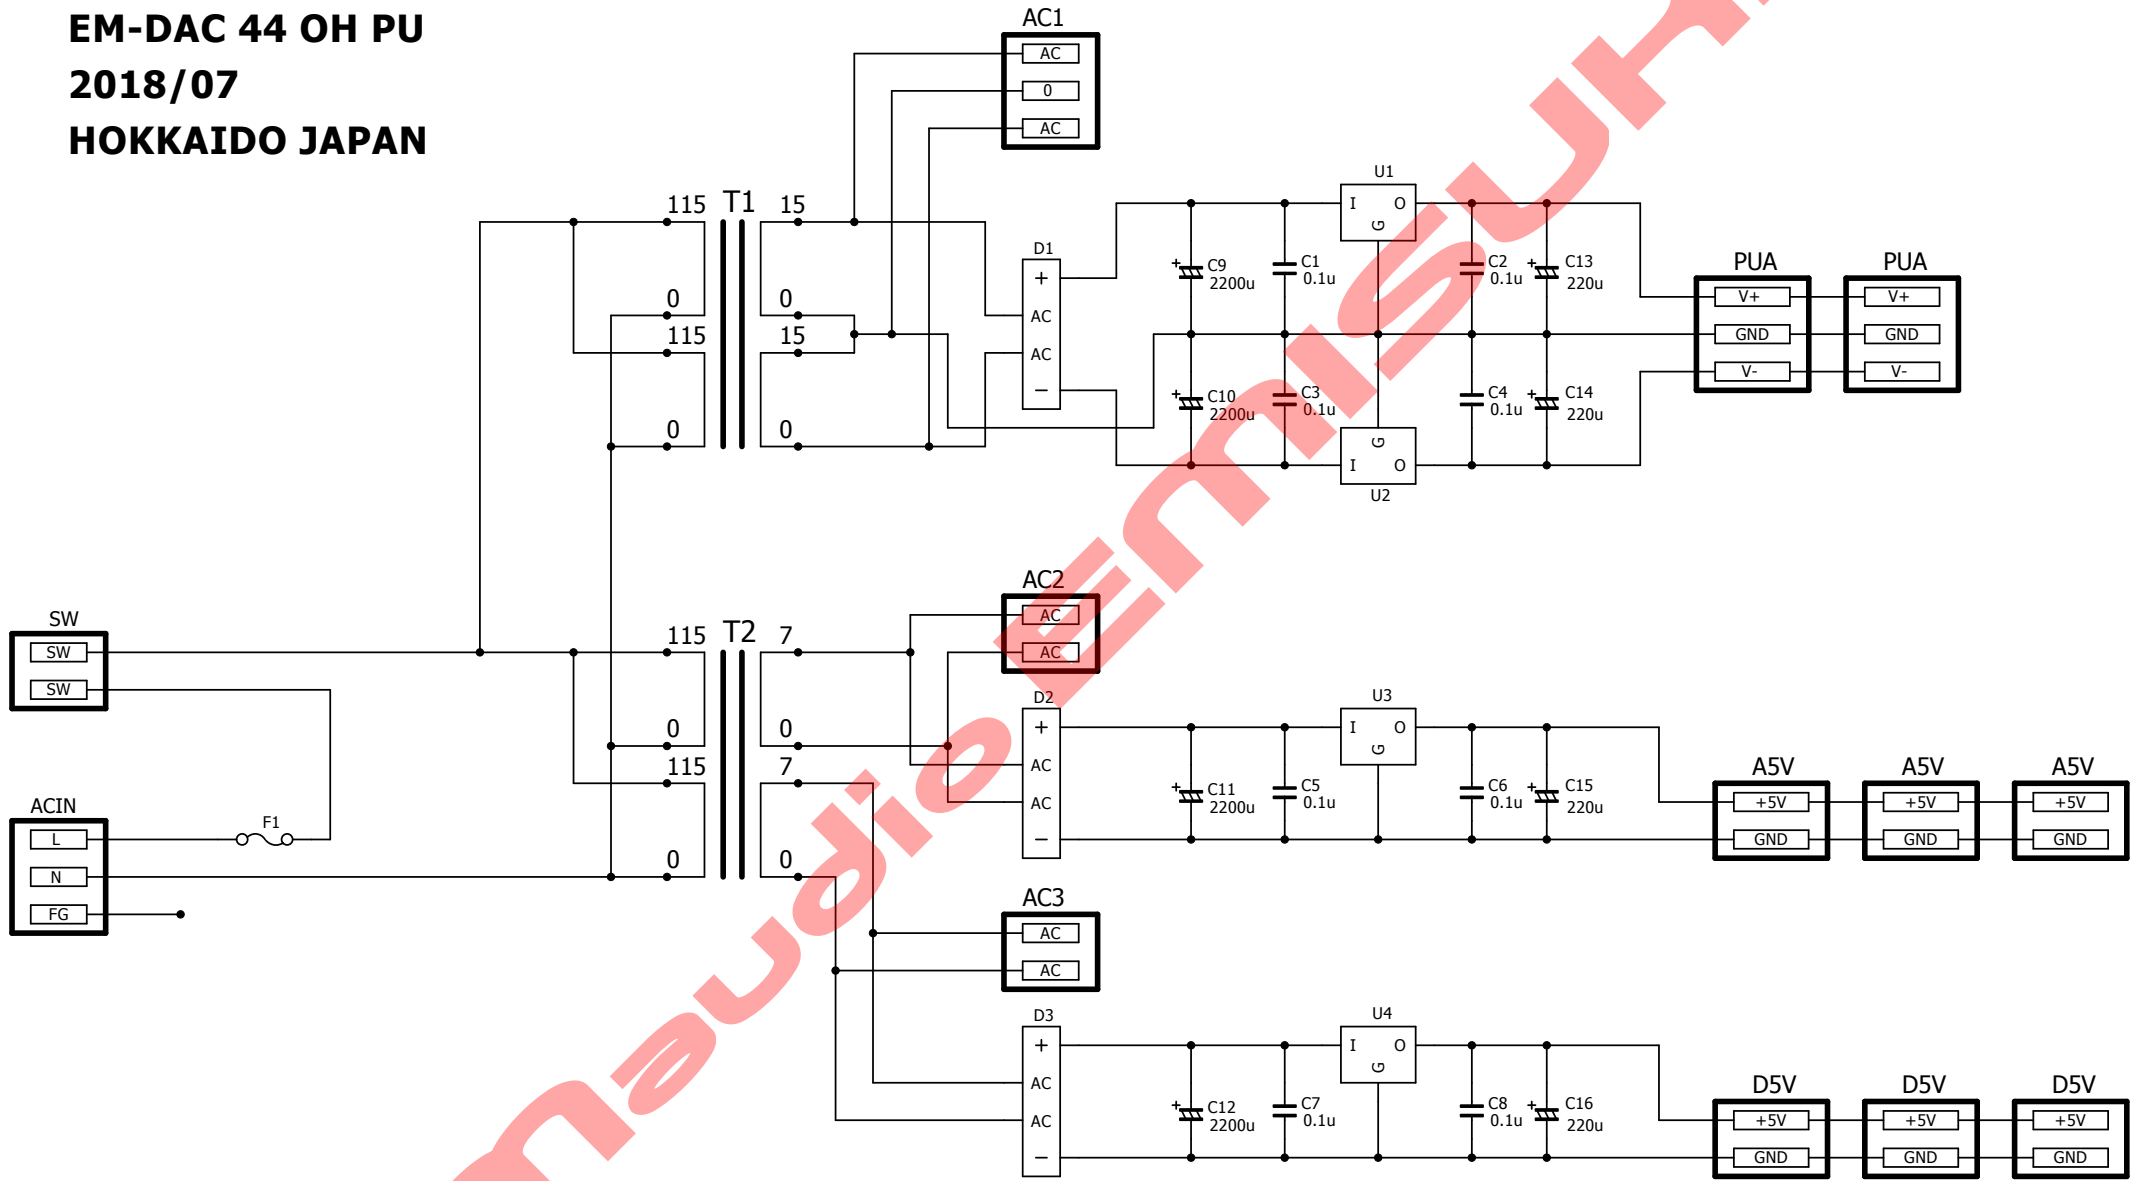 EM-DAC 44 OH PU
2018/07
HOKKAIDO JAPAN
AC1
AC
0
AC
T1
115
0
115
0
15
0
15
0
D1
+
AC
AC
−
+ C9
2200u
C1
0.1u
+ C10
2200u
C3
0.1u
U1
I O
G
U2
I O
G
C2
0.1u
+ C13
220u
C4
0.1u
+ C14
220u
PUA
V+
GND
V-
PUA
V+
GND
V-
SW
SW
SW
ACIN
L
N
FG
F1
T2
115
0
115
0
7
0
7
0
AC2
AC
AC
D2
+
AC
AC
−
+ C11
2200u
C5
0.1u
U3
I O
G
C6
0.1u
+ C15
220u
A5V
+5V
GND
A5V
+5V
GND
A5V
+5V
GND
AC3
AC
AC
D3
+
AC
AC
−
+ C12
2200u
C7
0.1u
U4
I O
G
C8
0.1u
+ C16
220u
D5V
+5V
GND
D5V
+5V
GND
D5V
+5V
GND